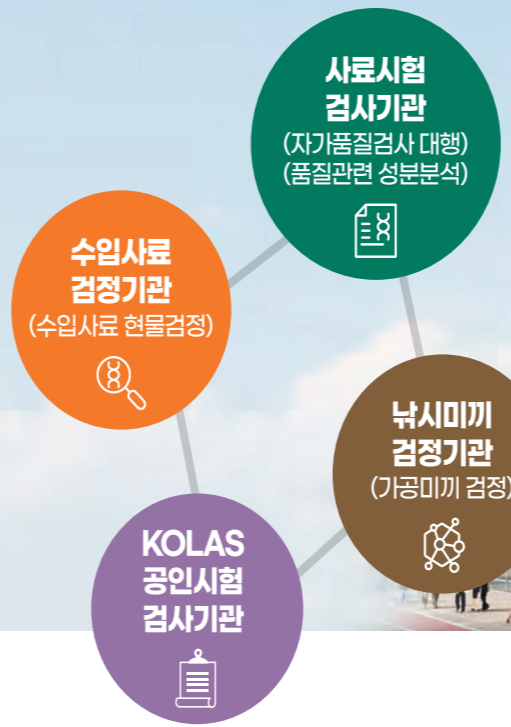 사료시험
검사기관
(자가품질검사 대행)
(품질관련 성분분석)
수입사료
검정기관
(수입사료 현물검정)
낚시미끼
검정기관
(가공미끼 검정)
KOLAS
공인시험
검사기관